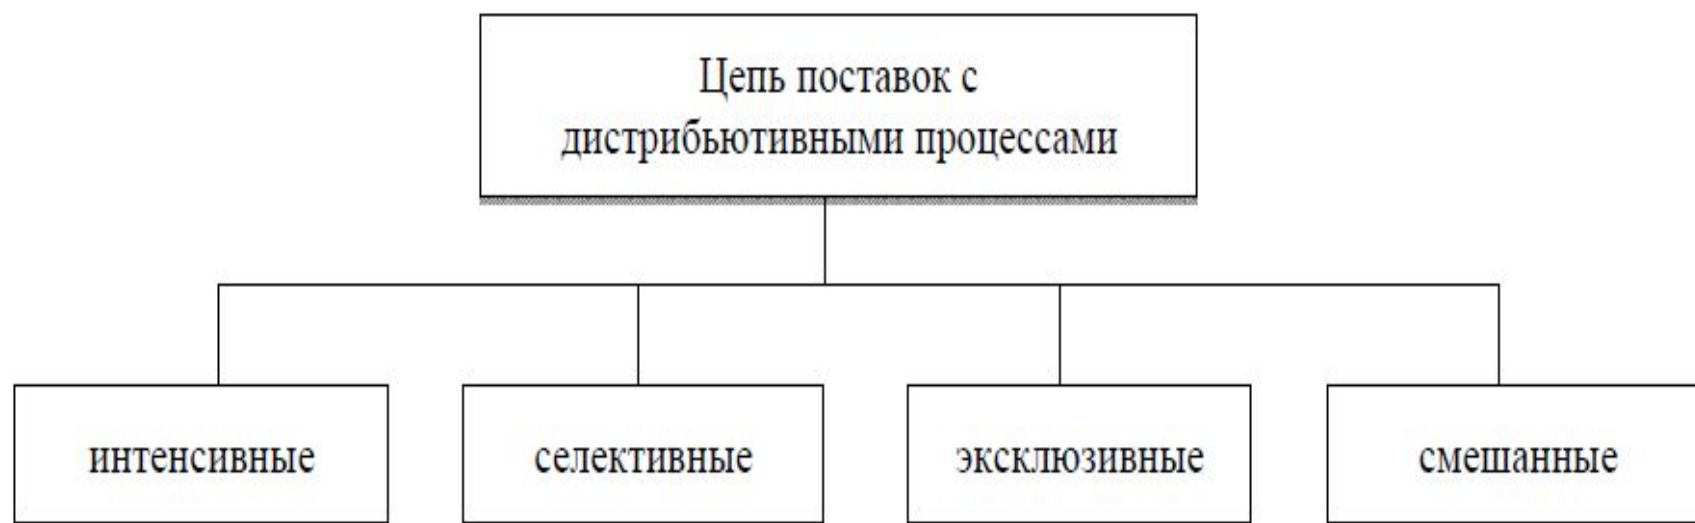 Цепь поставок с
дистрибьютивными процессами
интенсивные
селективные
эксклюзивные
смешанные